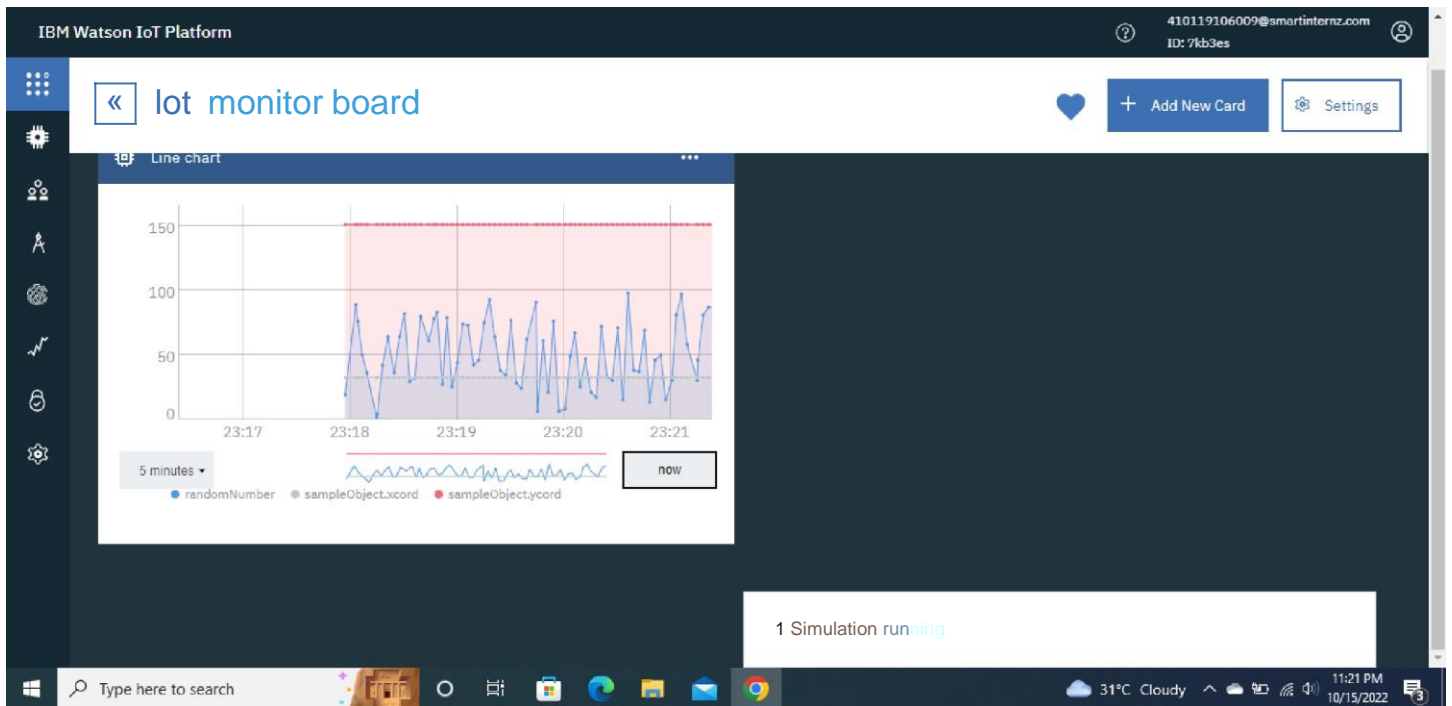 IBM Watson IoT Platform
410119106009@smartinternz.com
ID: 7kb3es
« Iot monitor board
+ Add New Card
Settings
Line chart
150
100
50
0
23:17 23:18 23:19 23:20 23:21
5 minutes
now
randomNumber sampleObject.xcord sampleObject.ycord
1 Simulation running
Type here to search
31°C Cloudy
11:21 PM
10/15/2022
3